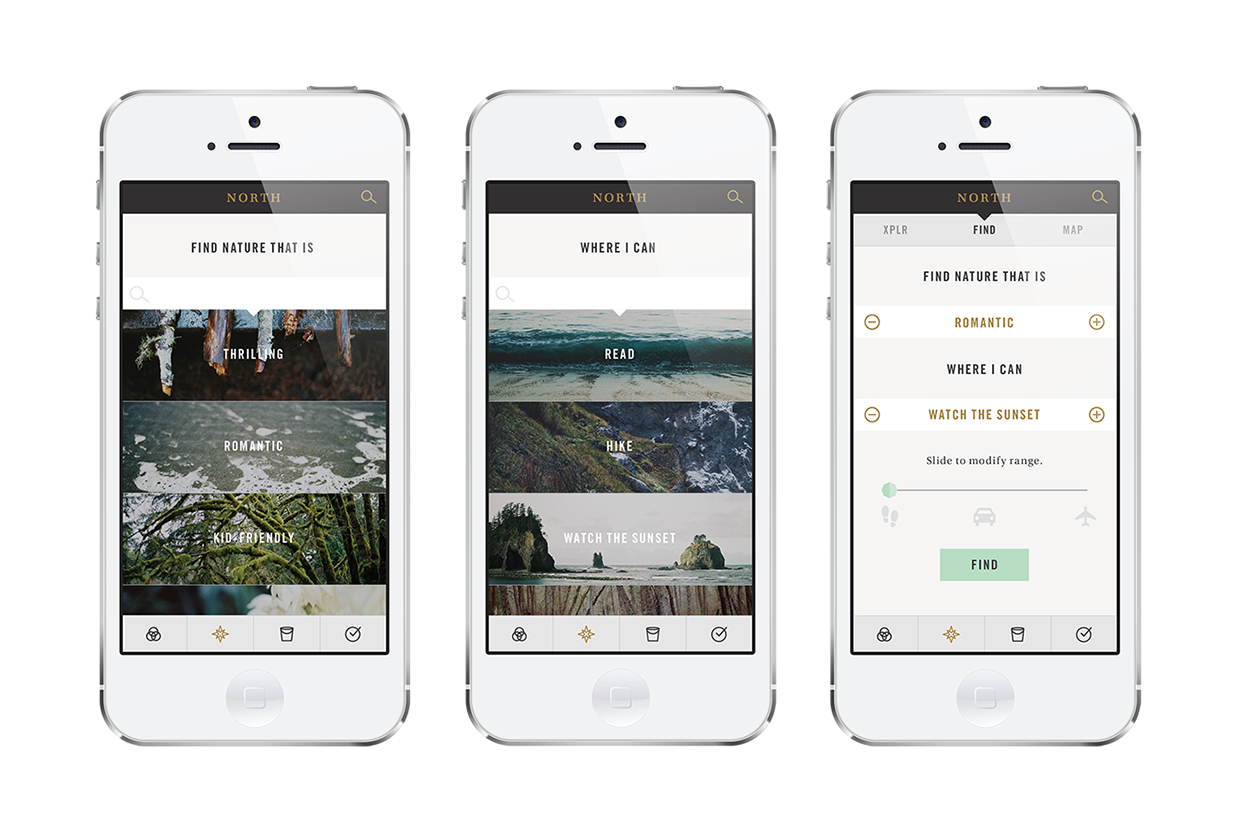 NORTH
FIND NATURE THAT IS
THRILLING
ROMANTIC
KID-FRIENDLY
NORTH
WHERE I CAN
READ
HIKE
WATCH THE SUNSET
NORTH
XPLR FIND MAP
FIND NATURE THAT IS
ROMANTIC
WHERE I CAN
WATCH THE SUNSET
Slide to modify range.
FIND